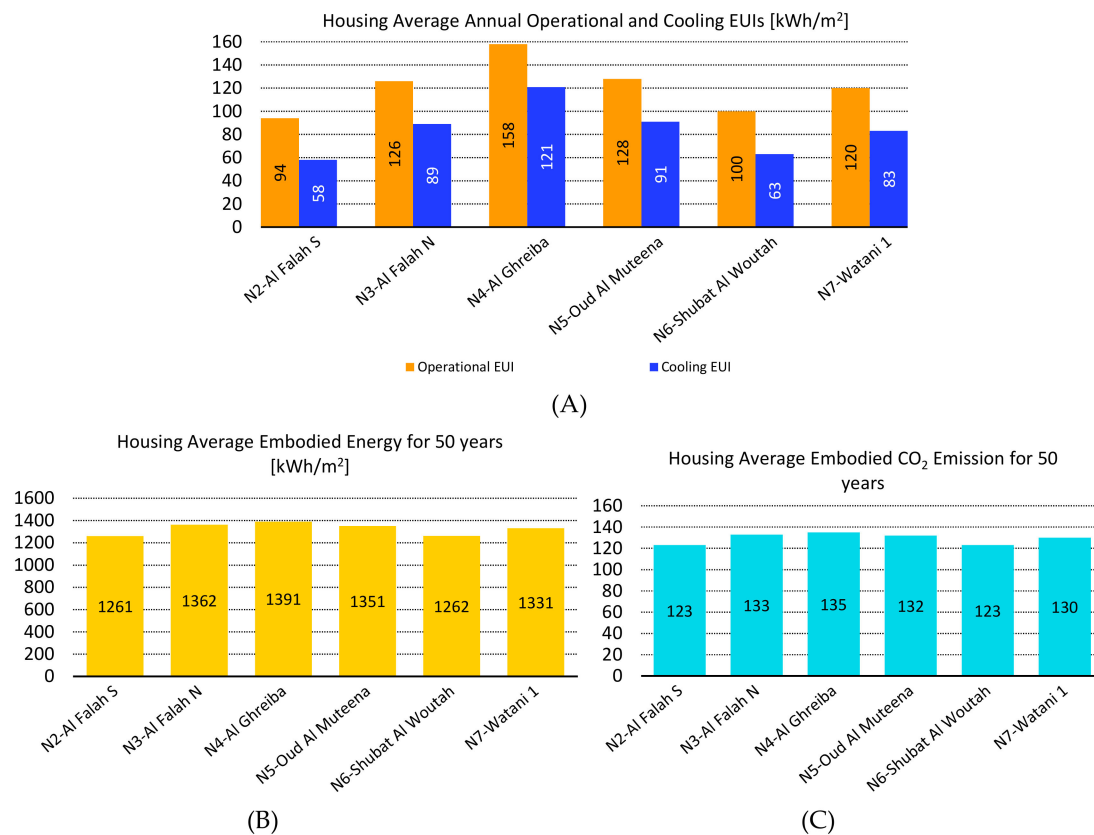 Housing Average Annual Operational and Cooling EUIs [kWh/m²]
160
140
120
100
80
60
40
20
0
94
58
126
89
158
121
128
91
100
63
120
83
N2-Al Falah S
N3-Al Falah N
N4-Al Ghreiba
N5-Oud Al Muteena
N6-Shubat Al Woutah
N7-Watani 1
Operational EUI
Cooling EUI
(A)
Housing Average Embodied Energy for 50 years
[kWh/m²]
1600
1400
1200
1000
800
600
400
200
0
1261
1362
1391
1351
1262
1331
N2-Al Falah S
N3-Al Falah N
N4-Al Ghreiba
N5-Oud Al Muteena
N6-Shubat Al Woutah
N7-Watani 1
(B)
Housing Average Embodied CO₂ Emission for 50
years
160
140
120
100
80
60
40
20
0
123
133
135
132
123
130
N2-Al Falah S
N3-Al Falah N
N4-Al Ghreiba
N5-Oud Al Muteena
N6-Shubat Al Woutah
N7-Watani 1
(C)